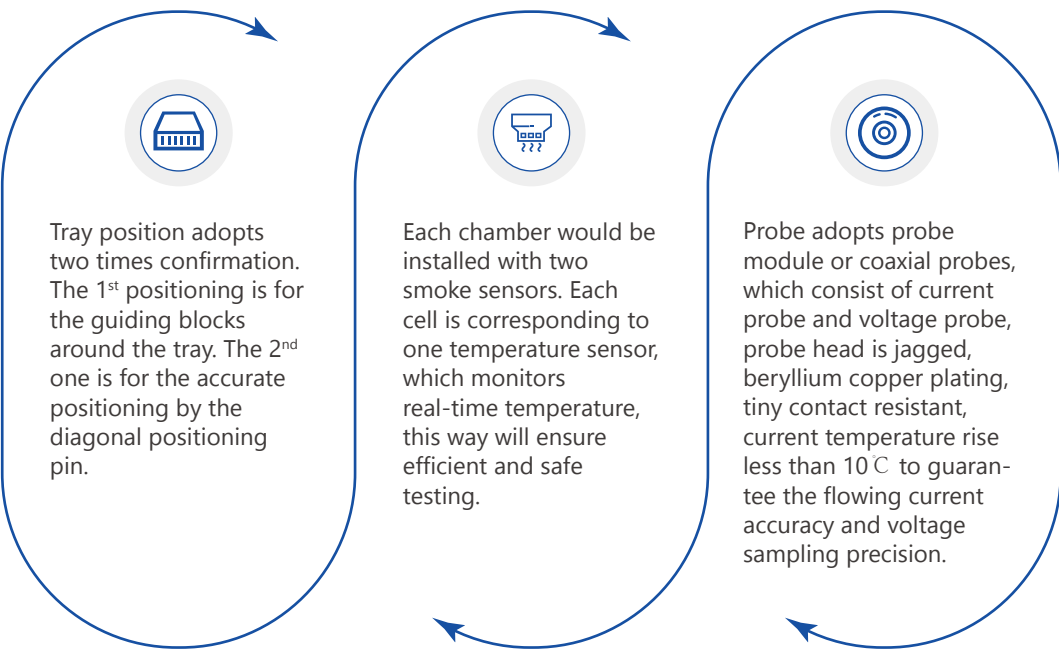 Tray position adopts
two times confirmation.
The 1st positioning is for
the guiding blocks
around the tray. The 2nd
one is for the accurate
positioning by the
diagonal positioning
pin.
Each chamber would be
installed with two
smoke sensors. Each
cell is corresponding to
one temperature sensor,
which monitors
real-time temperature,
this way will ensure
efficient and safe
testing.
Probe adopts probe
module or coaxial probes,
which consist of current
probe and voltage probe,
probe head is jagged,
beryllium copper plating,
tiny contact resistant,
current temperature rise
less than 10℃ to guaran-
tee the flowing current
accuracy and voltage
sampling precision.